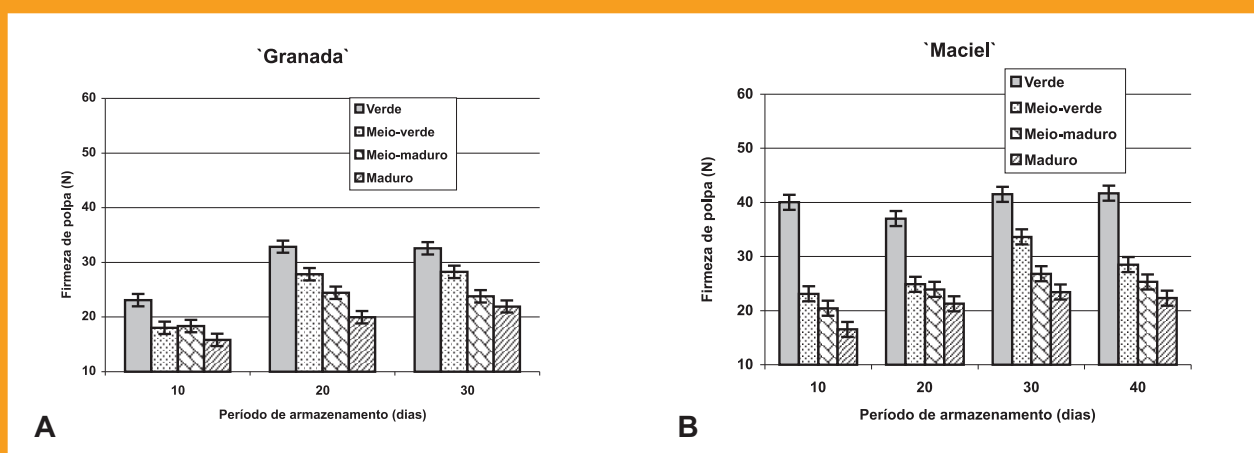 `Granada`
60
50
40
30
20
10
Firmeza de polpa (N)
Verde
Meio-verde
Meio-maduro
Maduro
10 20 30
Período de armazenamento (dias)
A
`Maciel`
60
50
40
30
20
10
Firmeza de polpa (N)
Verde
Meio-verde
Meio-maduro
Maduro
10 20 30 40
Período de armazenamento (dias)
B